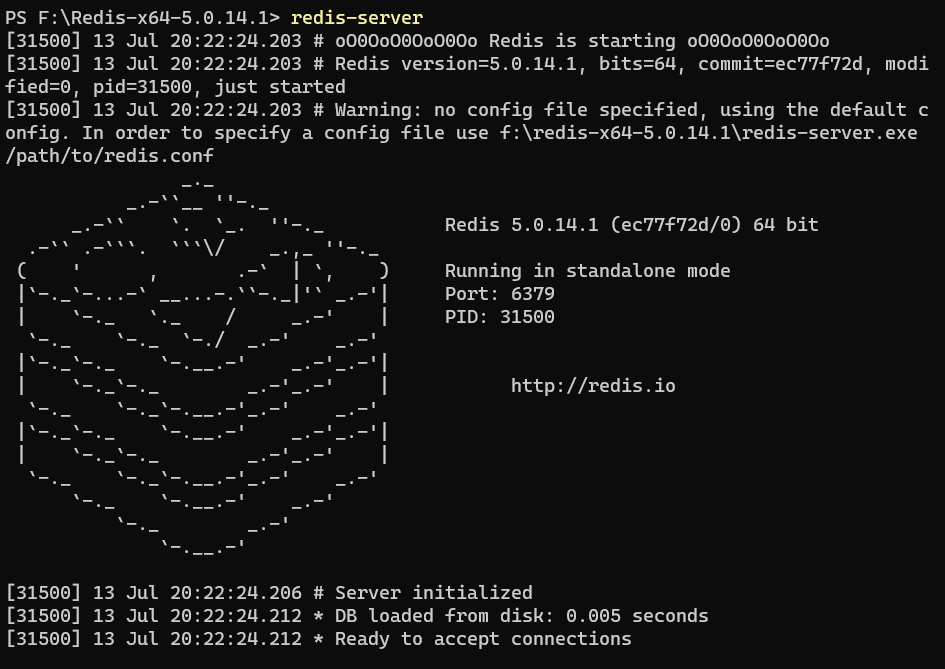 PS F:\Redis-x64-5.0.14.1> redis-server
[31500] 13 Jul 20:22:24.203 # oO0OoO0OoO0Oo Redis is starting oO0OoO0OoO0Oo
[31500] 13 Jul 20:22:24.203 # Redis version=5.0.14.1, bits=64, commit=ec77f72d, modi
fied=0, pid=31500, just started
[31500] 13 Jul 20:22:24.203 # Warning: no config file specified, using the default c
onfig. In order to specify a config file use f:\redis-x64-5.0.14.1\redis-server.exe
/path/to/redis.conf
Redis 5.0.14.1 (ec77f72d/0) 64 bit
Running in standalone mode
Port: 6379
PID: 31500
http://redis.io
[31500] 13 Jul 20:22:24.206 # Server initialized
[31500] 13 Jul 20:22:24.212 * DB loaded from disk: 0.005 seconds
[31500] 13 Jul 20:22:24.212 * Ready to accept connections